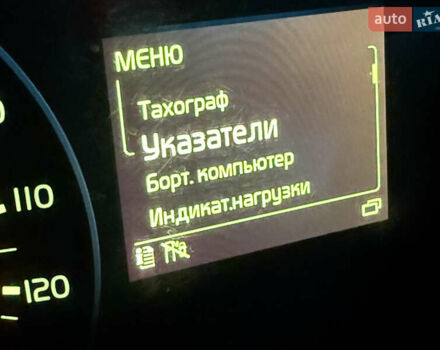 auto RIA
МЕНЮ
Тахограф
Указатели
Борт. компьютер
Индикат.нагрузки
110
120